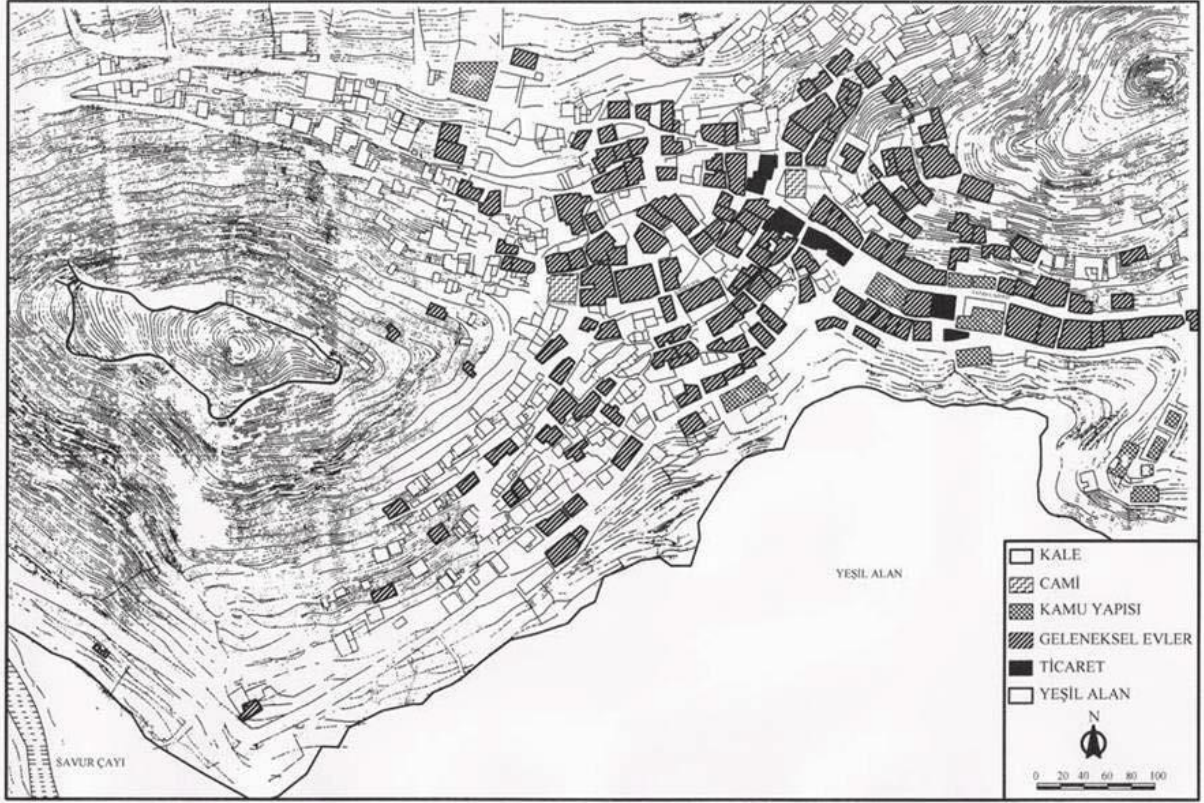 YEŞİL ALAN
SAVUR ÇAYI
KALE
CAMİ
KAMU YAPISI
GELENEKSEL EVLER
TİCARET
YEŞİL ALAN
N
0 20 40 60 80 100